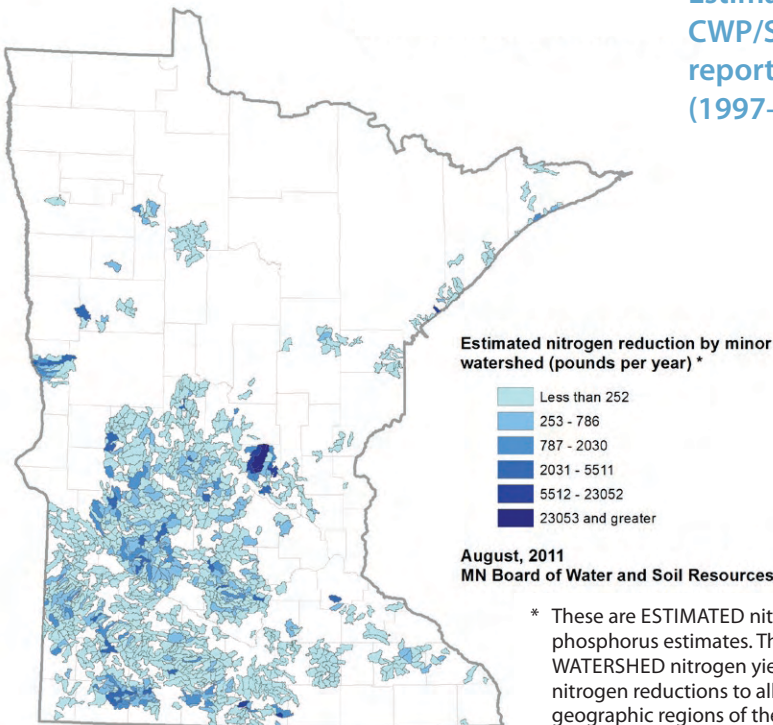 CWP/S
report
(1997-
Estimated nitrogen reduction by minor
watershed (pounds per year) *
Less than 252
253 - 786
787 - 2030
2031 - 5511
5512 - 23052
23053 and greater
August, 2011
MN Board of Water and Soil Resources
* These are ESTIMATED nit
phosphorus estimates. Th
WATERSHED nitrogen yie
nitrogen reductions to all
geographic regions of the